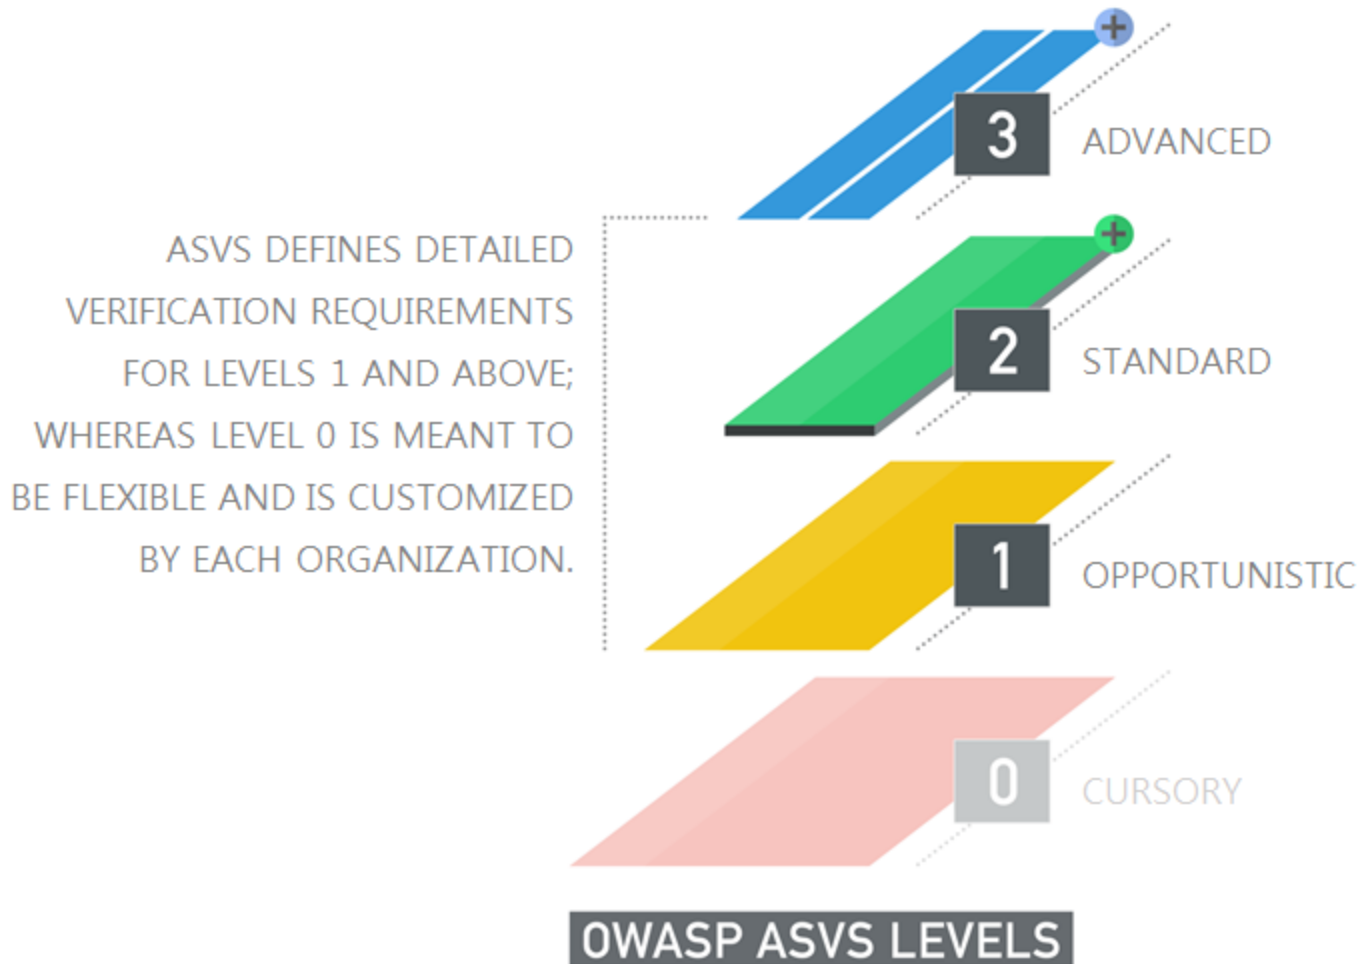 3
ADVANCED
ASVS DEFINES DETAILED
VERIFICATION REQUIREMENTS
FOR LEVELS 1 AND ABOVE;
WHEREAS LEVEL 0 IS MEANT TO
BE FLEXIBLE AND IS CUSTOMIZED
BY EACH ORGANIZATION.
2
STANDARD
1
OPPORTUNISTIC
0
CURSORY
OWASP ASVS LEVELS